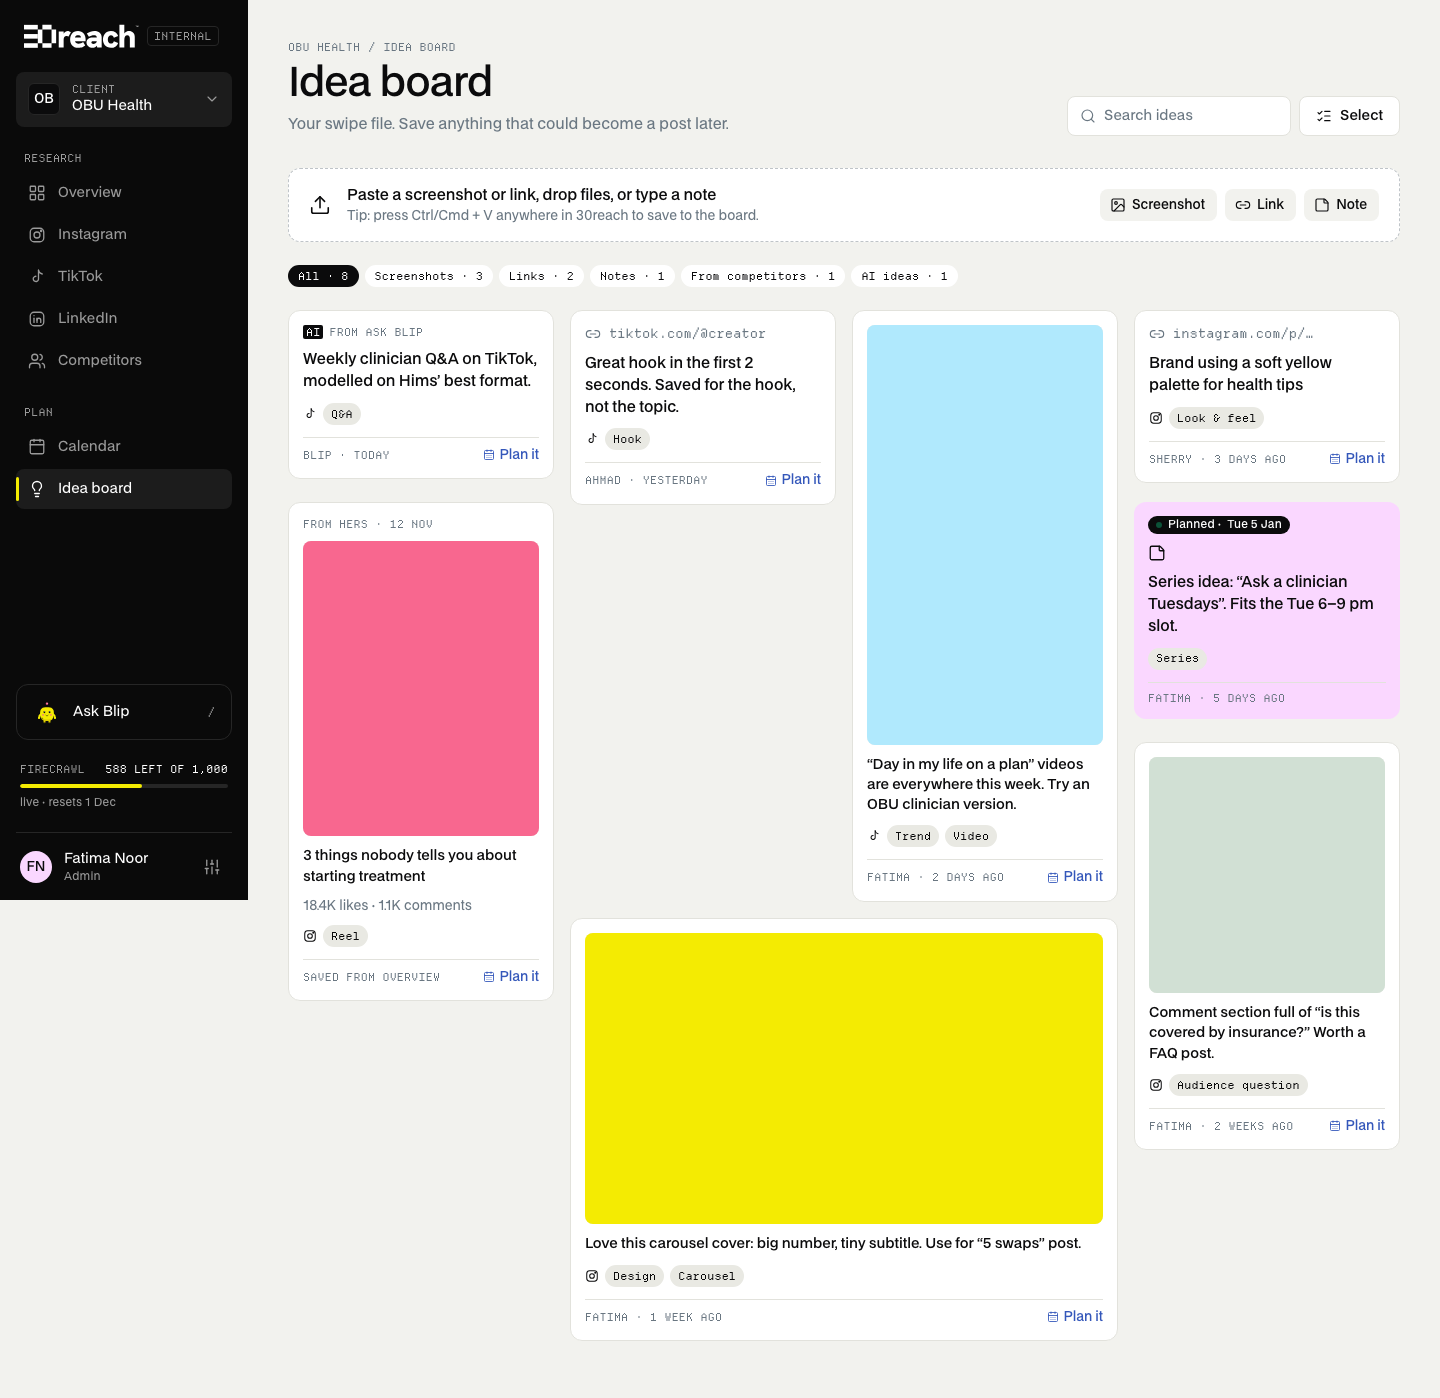 30reach INTERNAL
OB
CLIENT
OBU Health
RESEARCH
Overview
Instagram
TikTok
LinkedIn
Competitors
PLAN
Calendar
Idea board
Ask Blip /
FIRECRAWL 588 LEFT OF 1,000
live · resets 1 Dec
FN
Fatima Noor
Admin
OBU HEALTH / IDEA BOARD
Idea board
Your swipe file. Save anything that could become a post later.
Search ideas
Select
Paste a screenshot or link, drop files, or type a note
Tip: press Ctrl/Cmd + V anywhere in 30reach to save to the board.
Screenshot
Link
Note
All · 8
Screenshots · 3
Links · 2
Notes · 1
From competitors · 1
AI ideas · 1
AI FROM ASK BLIP
Weekly clinician Q&A on TikTok,
modelled on Hims’ best format.
Q&A
BLIP · TODAY
Plan it
FROM HERS · 12 NOV
3 things nobody tells you about
starting treatment
18.4K likes · 1.1K comments
Reel
SAVED FROM OVERVIEW
Plan it
tiktok.com/@creator
Great hook in the first 2
seconds. Saved for the hook,
not the topic.
Hook
AHMAD · YESTERDAY
Plan it
“Day in my life on a plan” videos
are everywhere this week. Try an
OBU clinician version.
Trend
Video
FATIMA · 2 DAYS AGO
Plan it
Love this carousel cover: big number, tiny subtitle. Use for “5 swaps” post.
Design
Carousel
FATIMA · 1 WEEK AGO
Plan it
instagram.com/p/…
Brand using a soft yellow
palette for health tips
Look & feel
SHERRY · 3 DAYS AGO
Plan it
Planned · Tue 5 Jan
Series idea: “Ask a clinician
Tuesdays”. Fits the Tue 6–9 pm
slot.
Series
FATIMA · 5 DAYS AGO
Comment section full of “is this
covered by insurance?” Worth a
FAQ post.
Audience question
FATIMA · 2 WEEKS AGO
Plan it